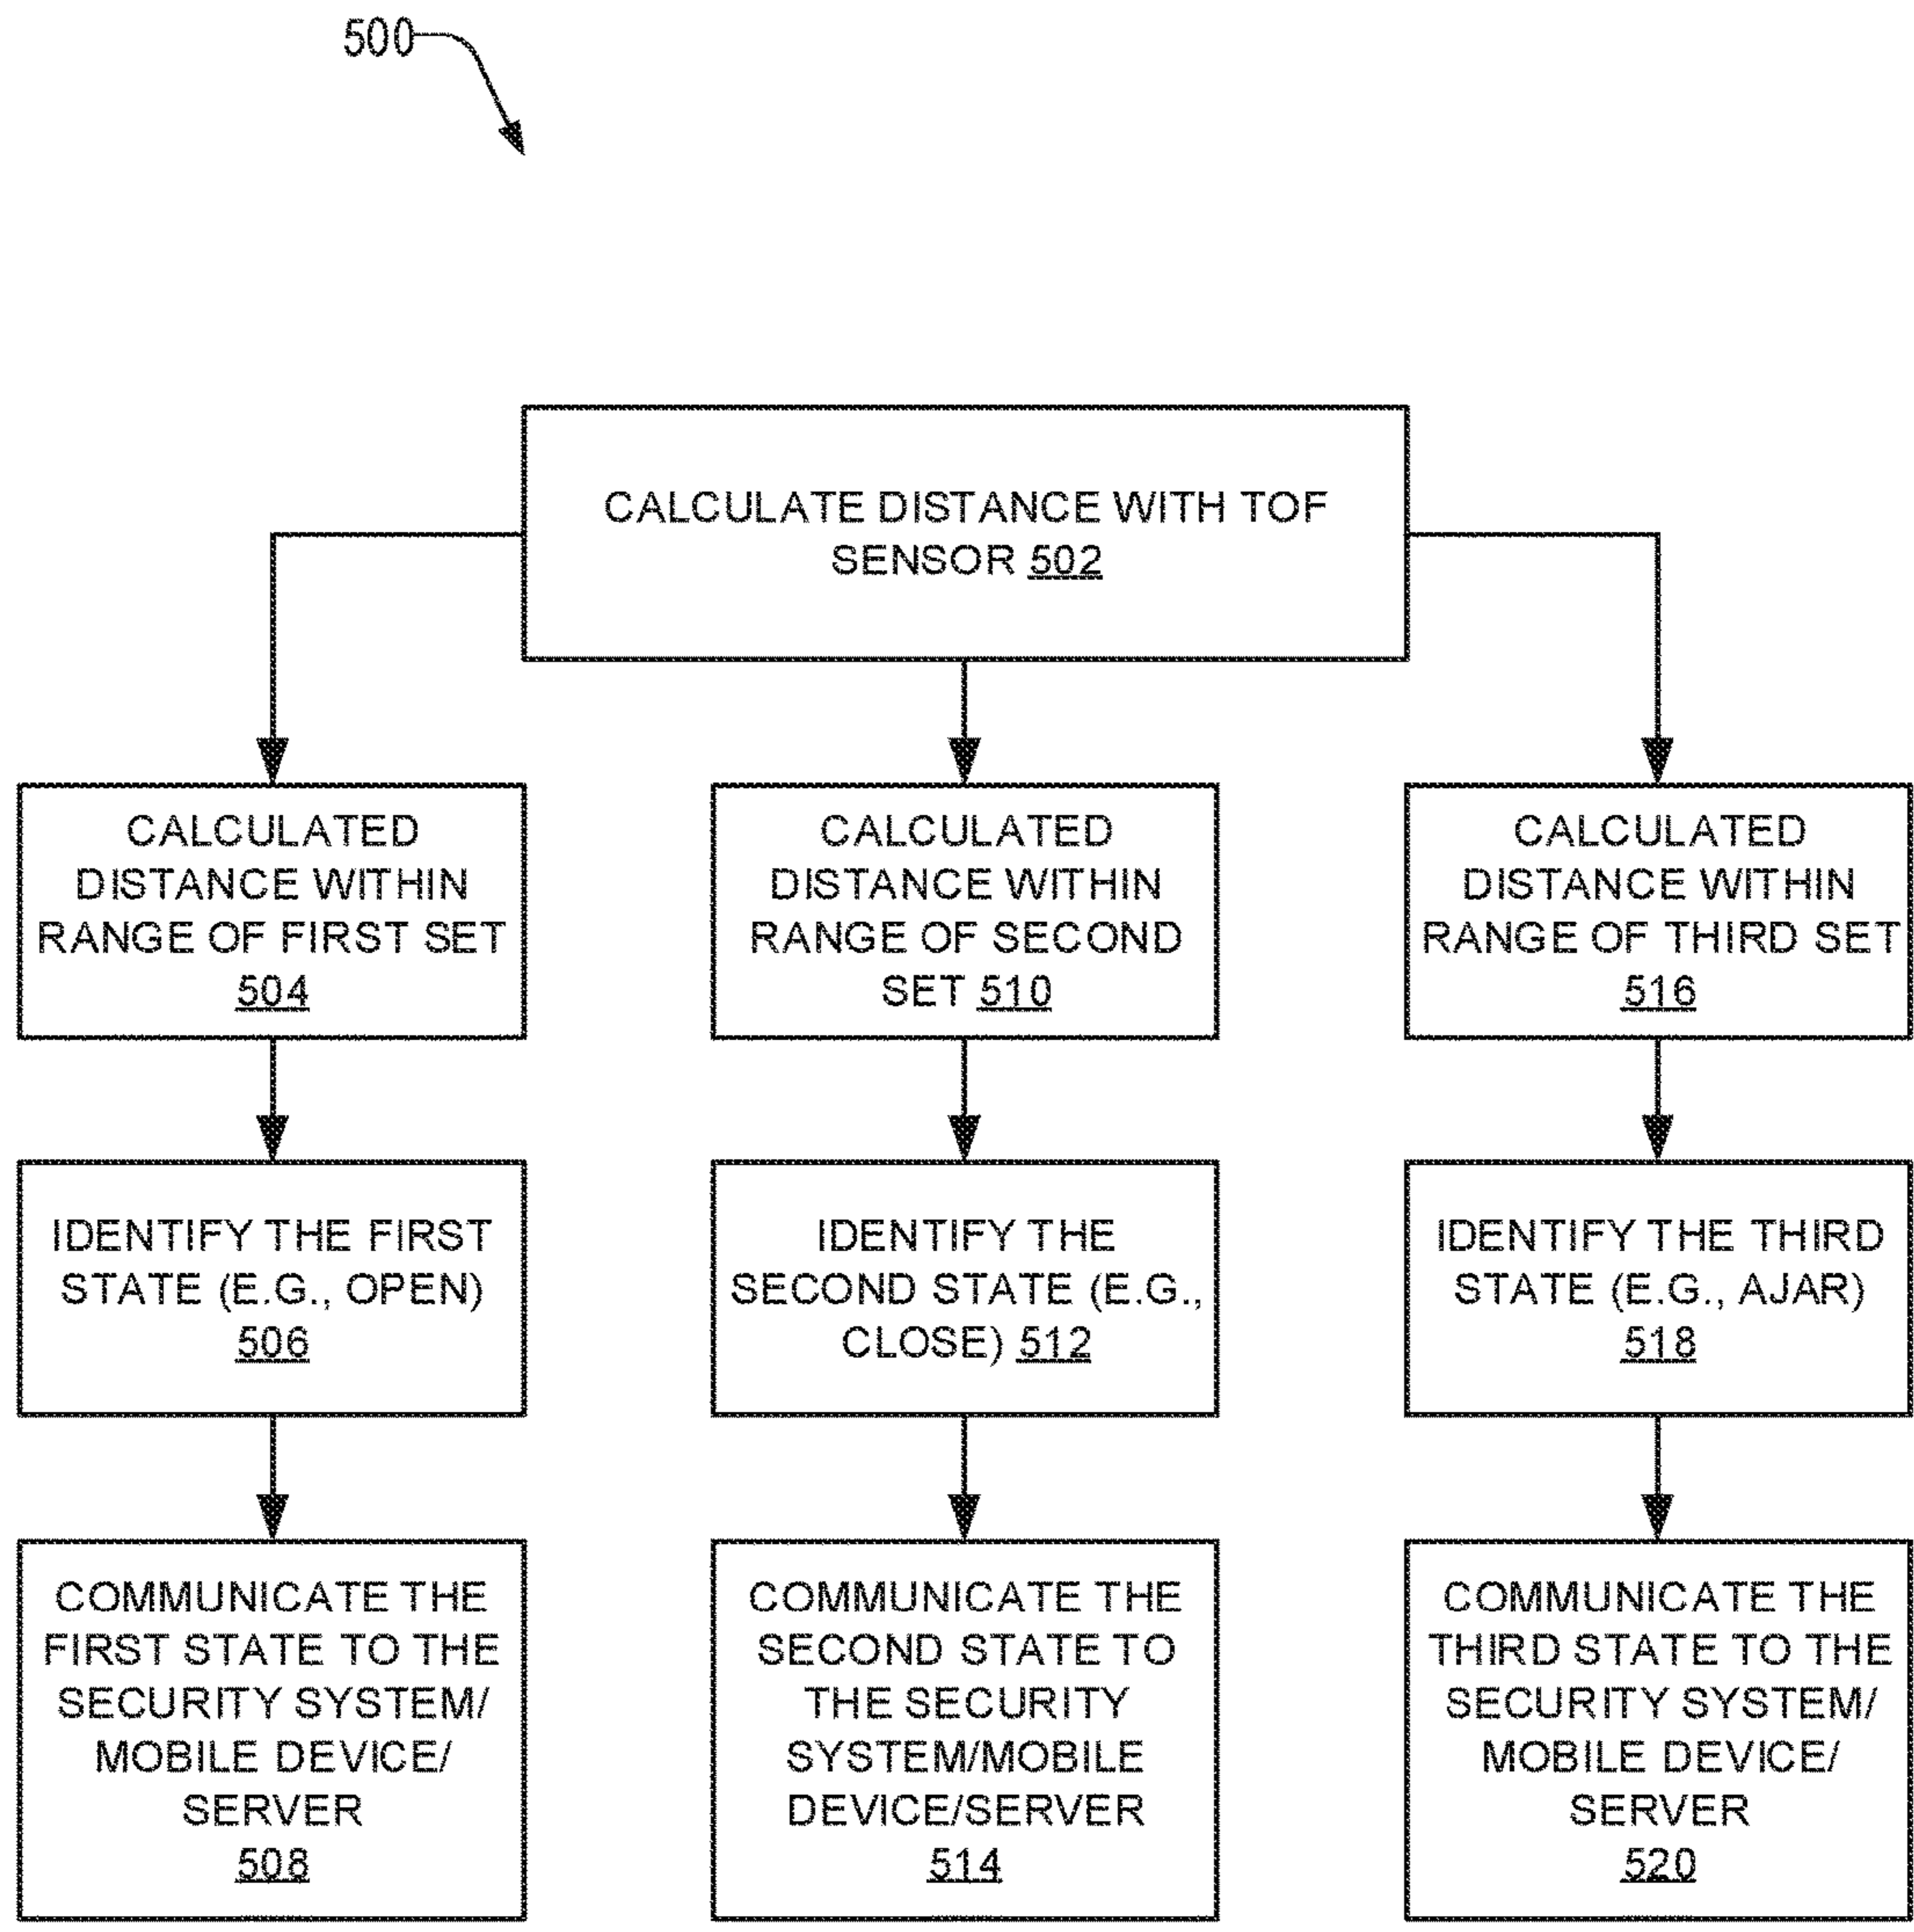 500
CALCULATE DISTANCE WITH TOF
SENSOR 502
CALCULATED
DISTANCE WITHIN
RANGE OF FIRST SET
504
CALCULATED
DISTANCE WITHIN
RANGE OF SECOND
SET 510
CALCULATED
DISTANCE WITHIN
RANGE OF THIRD SET
516
IDENTIFY THE FIRST
STATE (E.G., OPEN)
506
IDENTIFY THE
SECOND STATE (E.G.,
CLOSE) 512
IDENTIFY THE THIRD
STATE (E.G., AJAR)
518
COMMUNICATE THE
FIRST STATE TO THE
SECURITY SYSTEM/
MOBILE DEVICE/
SERVER
508
COMMUNICATE THE
SECOND STATE TO
THE SECURITY
SYSTEM/MOBILE
DEVICE/SERVER
514
COMMUNICATE THE
THIRD STATE TO THE
SECURITY SYSTEM/
MOBILE DEVICE/
SERVER
520